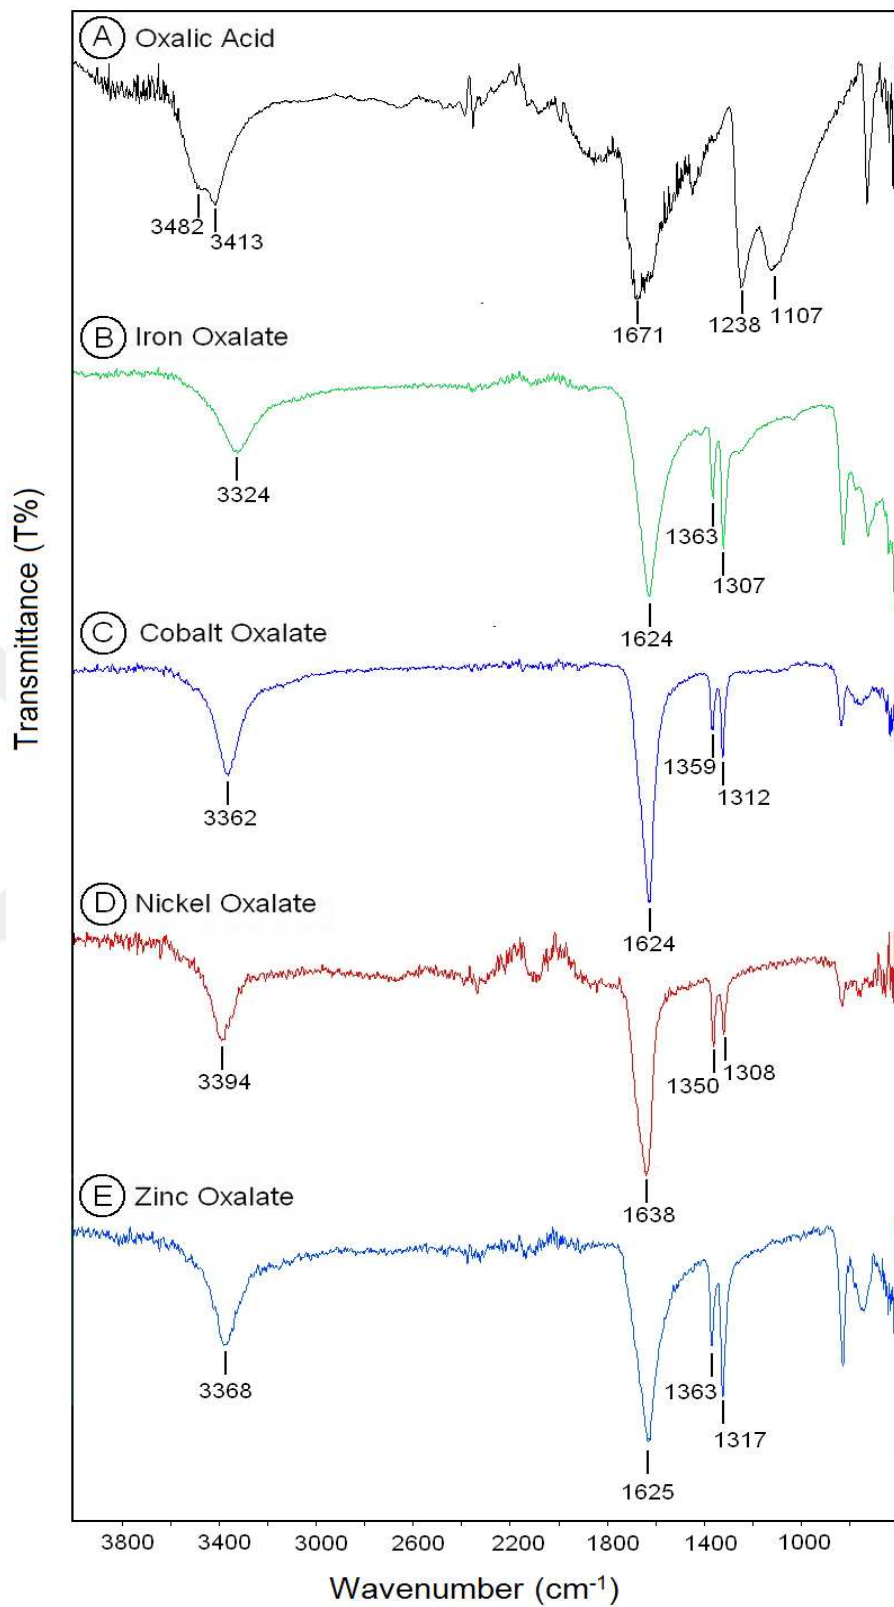 A Oxalic Acid
3482
3413
1671
1238
1107
B Iron Oxalate
3324
1363
1307
1624
C Cobalt Oxalate
3362
1359
1312
1624
D Nickel Oxalate
3394
1350
1308
1638
E Zinc Oxalate
3368
1363
1317
1625
Transmittance (T%)
3800 3400 3000 2600 2200 1800 1400 1000
Wavenumber (cm⁻¹)